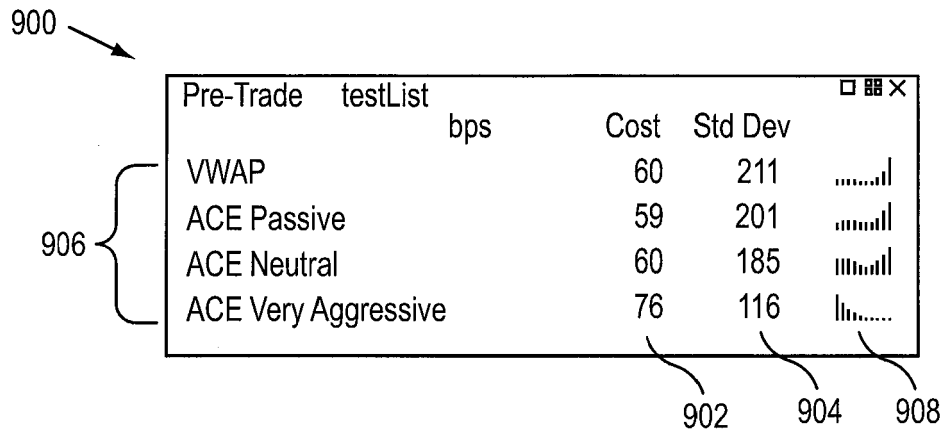 900
Pre-Trade testList
bps Cost Std Dev
VWAP 60 211
ACE Passive 59 201
906
ACE Neutral 60 185
ACE Very Aggressive 76 116
902 904 908